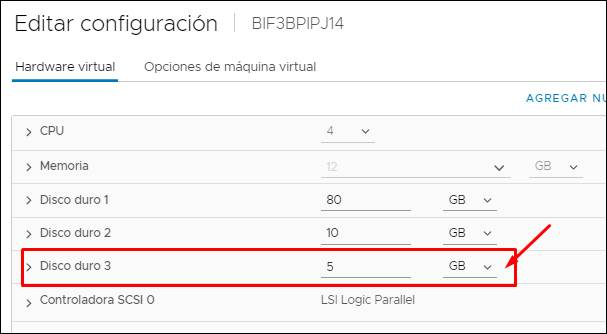 Editar configuración BIF3BPIPJ14
Hardware virtual Opciones de máquina virtual
AGREGAR NU
CPU 4
Memoria 12 GB
Disco duro 1 80 GB
Disco duro 2 10 GB
Disco duro 3 5 GB
Controladora SCSI 0 LSI Logic Parallel